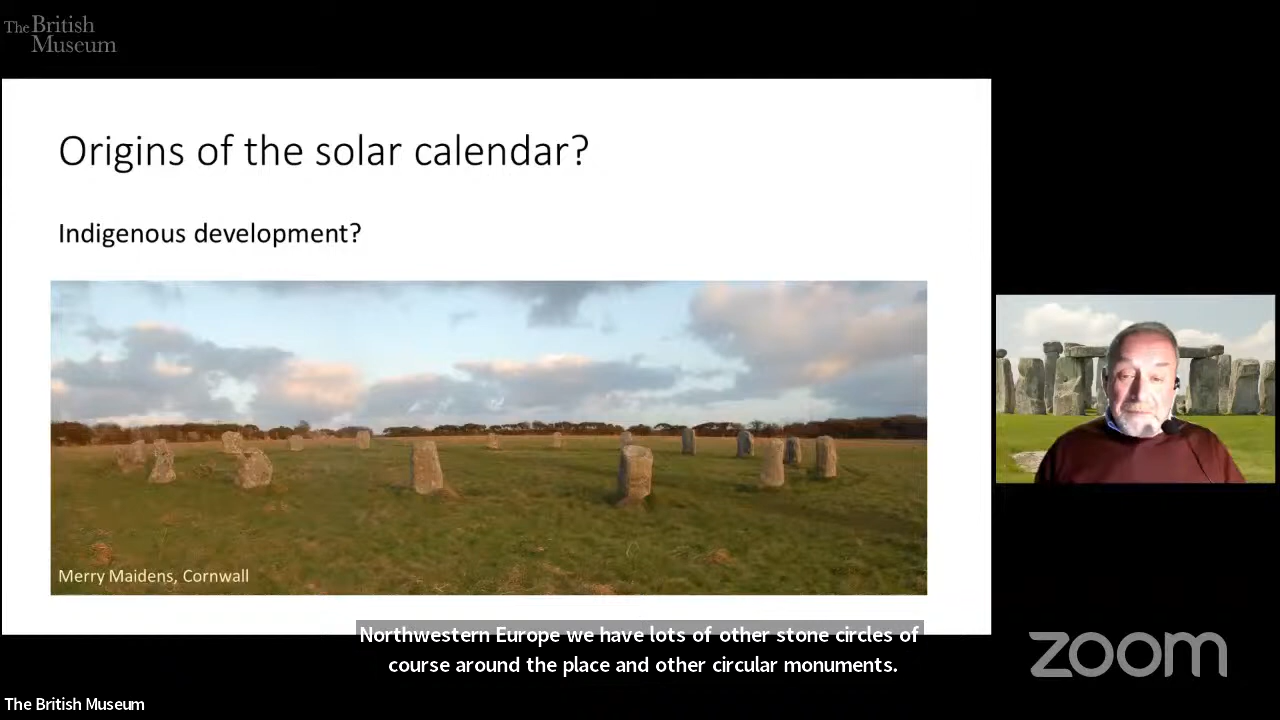 The British
Museum
Origins of the solar calendar?
Indigenous development?
Merry Maidens, Cornwall
Northwestern Europe we have lots of other stone circles of
course around the place and other circular monuments.
zoom
The British Museum